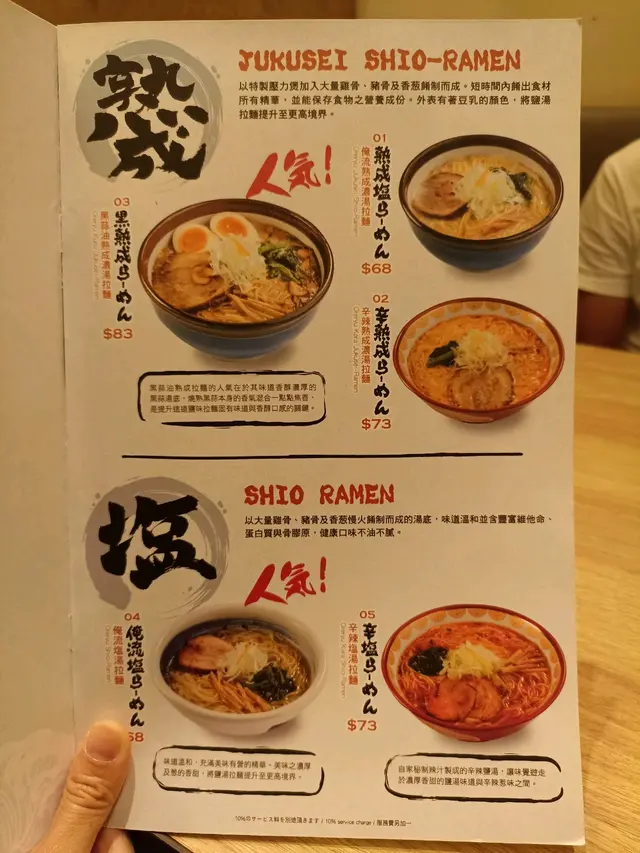 熟成
JUKUSEI SHIO-RAMEN
以特製壓力煲加入大量雞骨、豬骨及香葱餚制而成。短時間內餚出食材
所有精華，並能保存食物之營養成份。外表有著豆乳的顏色，將鹽湯
拉麵提升至更高境界。
人気!
01
熟成塩らーめん
俺流熟成濃湯拉麵
$68
03
黒熟成らーめん
黑蒜油熟成濃湯拉麵
$83
02
辛熟成らーめん
辛辣熟成濃湯拉麵
$73
黑蒜油熟成拉麵的人氣在於其味道香醇濃厚的
黑蒜湯底。燒熟黑蒜本身的香氣混合一點點焦香，
是提升這道鹽味拉麵固有味道與香醇口感的關鍵。
塩
SHIO RAMEN
以大量雞骨、豬骨及香葱慢火餚制而成的湯底，味道溫和並含豐富維他命、
蛋白質與骨膠原，健康口味不油不膩。
人気!
04
俺流塩らーめん
俺流塩湯拉麵
68
05
辛塩らーめん
辛辣塩湯拉麵
$73
味道溫和、充滿美味有營的精華。美味之濃厚
及葱的香甜，將鹽湯拉麵提升至更高境界。
自家秘制辣汁製成的辛辣鹽湯，讓味覺遊走
於濃厚香甜的鹽湯味道與辛辣惹味之間。
10%のサービス料を別途頂きます / 10% service charge / 服務費另加一